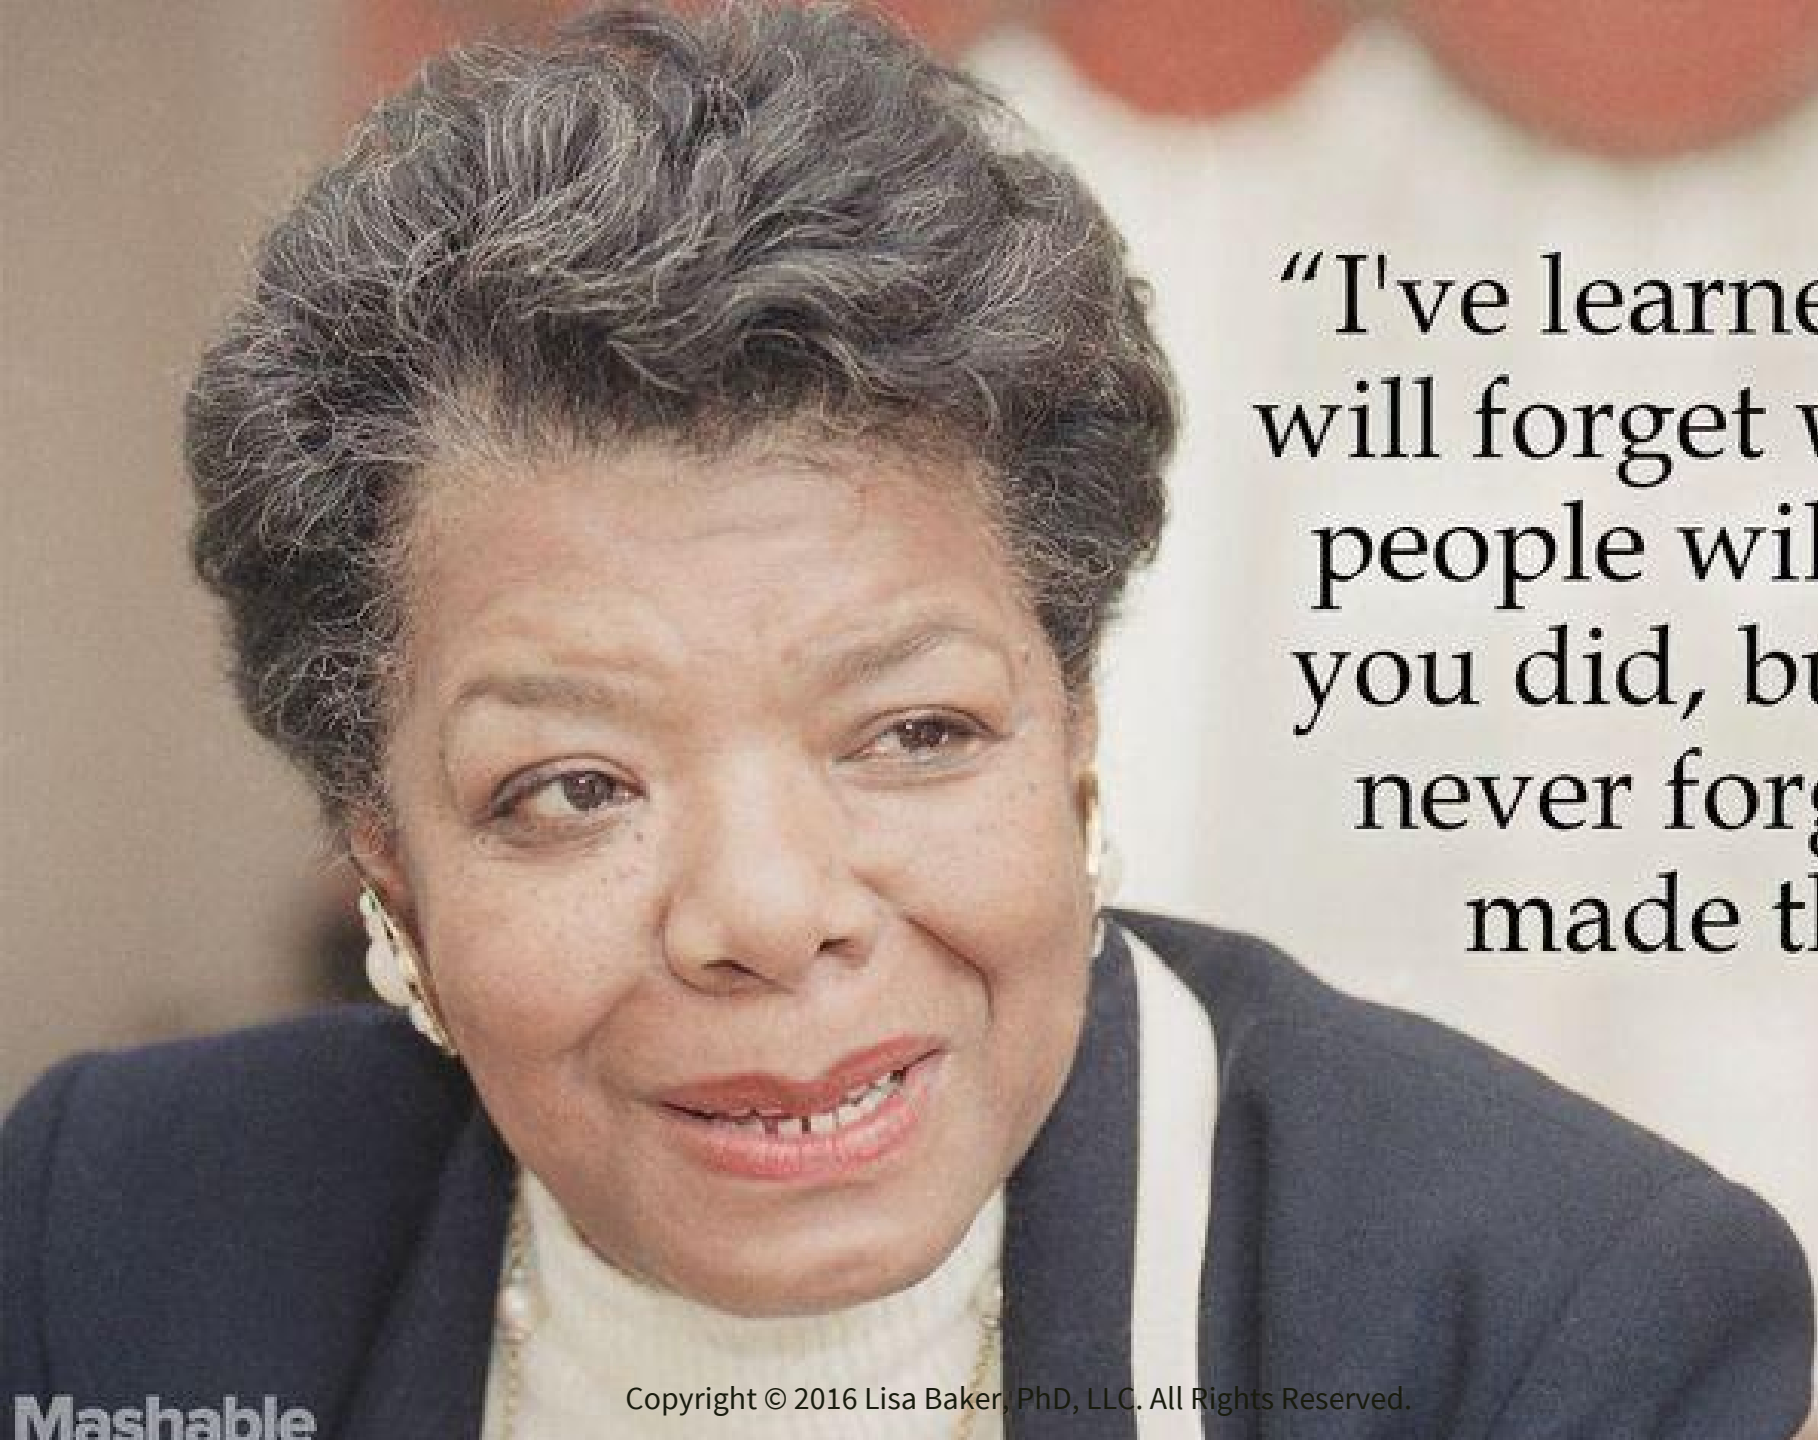 “I've learne
will forget
people wil
you did, bu
never forg
made th
Copyright © 2016 Lisa Baker, PhD, LLC. All Rights Reserved.
Mashable